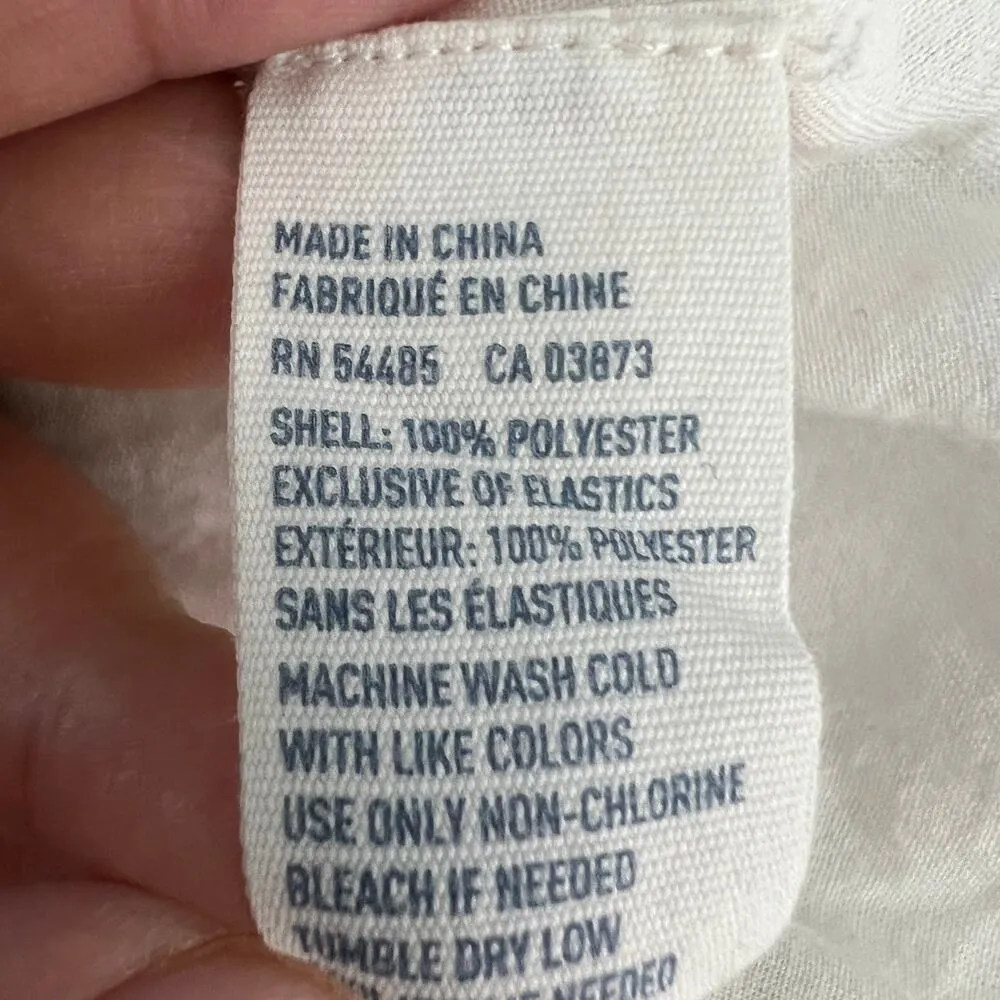 MADE IN CHINA
FABRIQUÉ EN CHINE
RN 54485 CA 03873
SHELL: 100% POLYESTER
EXCLUSIVE OF ELASTICS
EXTÉRIEUR: 100% POLYESTER
SANS LES ÉLASTIQUES
MACHINE WASH COLD
WITH LIKE COLORS
USE ONLY NON-CHLORINE
BLEACH IF NEEDED
TUMBLE DRY LOW
NEEDED